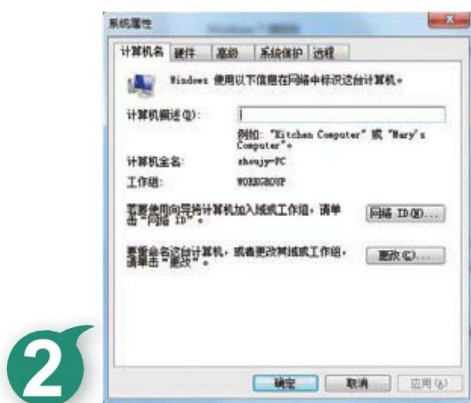 系统属性
计算机名 硬件 高级 系统保护 远程
Windows 使用以下信息在网络中标识这台计算机。
计算机描述(D):
例如: "Kitchen Computer" 或 "Mary's
Computer"。
计算机全名: zhoujy-PC
工作组: WORKGROUP
若要使用向导将计算机加入域或工作组，请单
击"网络 ID"。
网络 ID(N)...
要重命名这台计算机，或者更改其域或工作组，
请单击"更改"。
更改(C)...
2
确定 取消 应用(A)